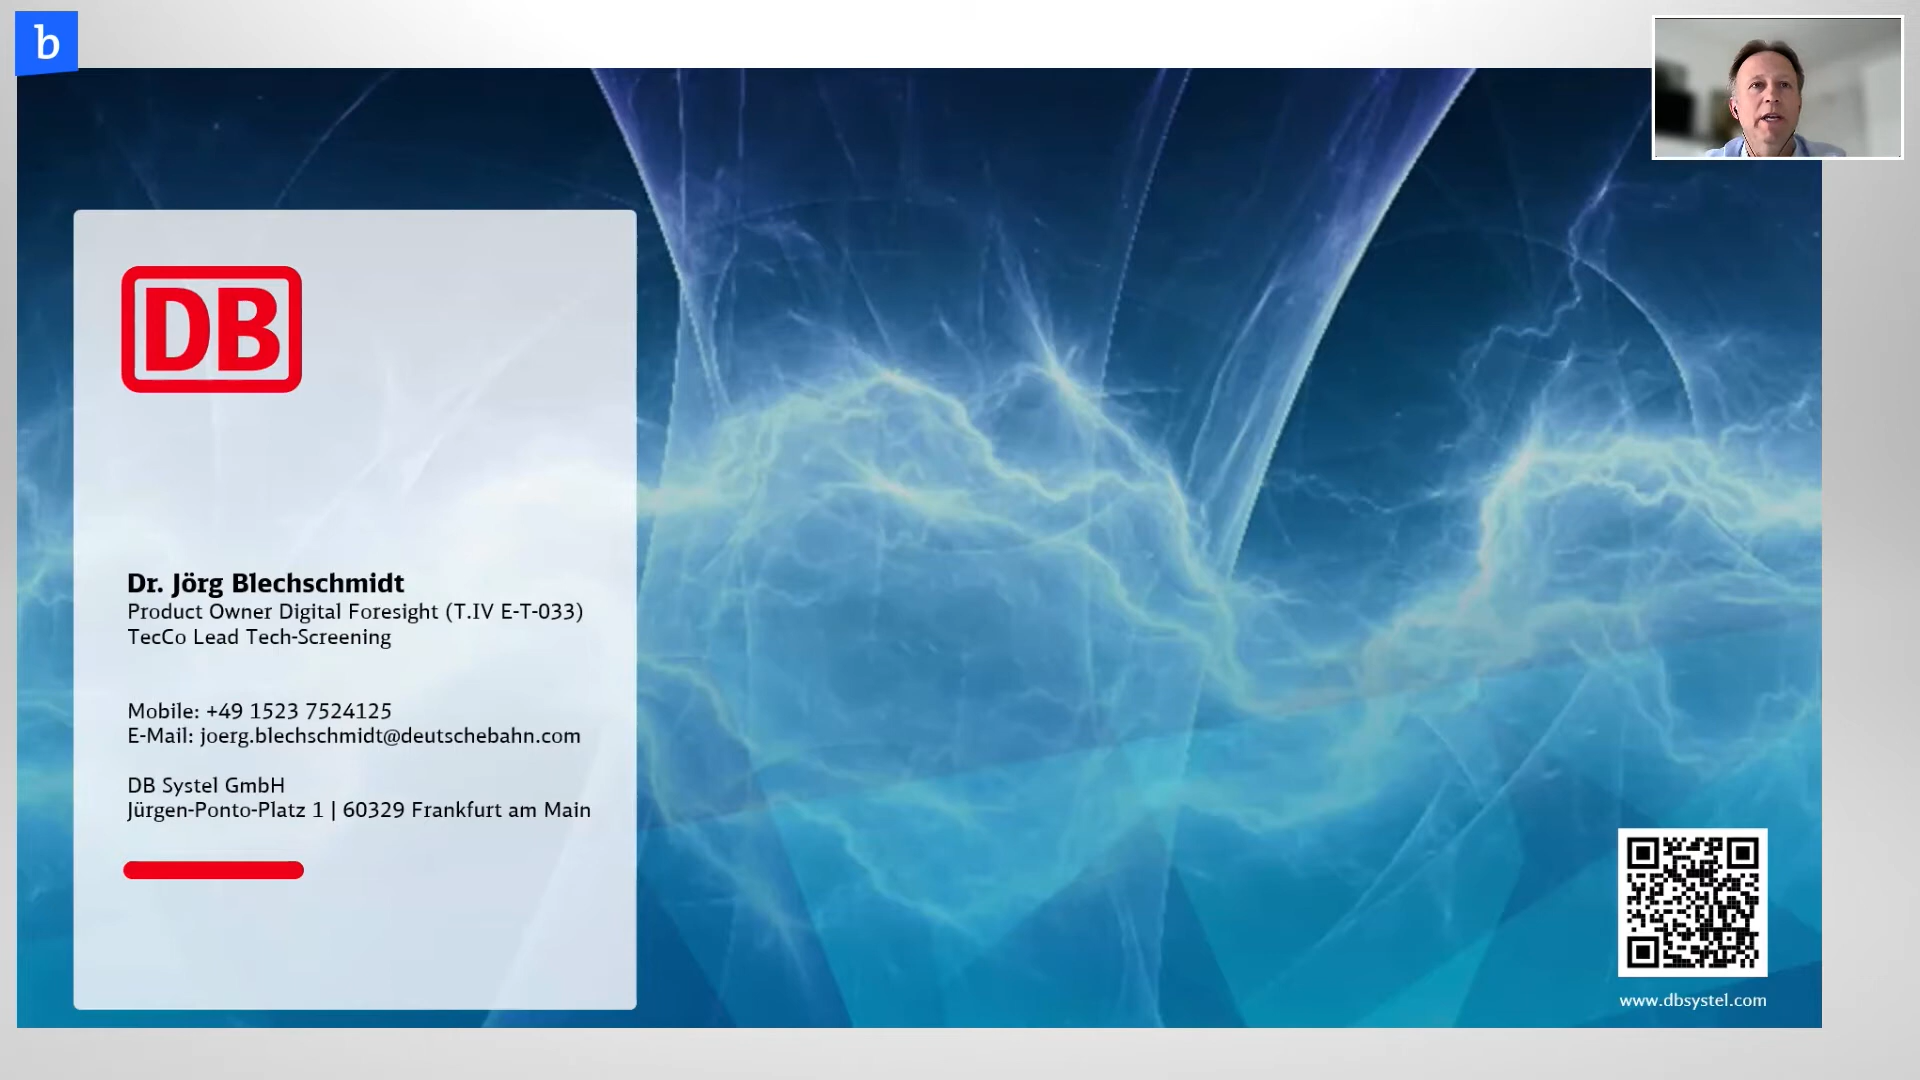 b
DB
Dr. Jörg Blechschmidt
Product Owner Digital Foresight (T.IV E-T-033)
TecCo Lead Tech-Screening
Mobile: +49 1523 7524125
E-Mail: joerg.blechschmidt@deutschebahn.com
DB Systel GmbH
Jürgen-Ponto-Platz 1 | 60329 Frankfurt am Main
www.dbsystel.com